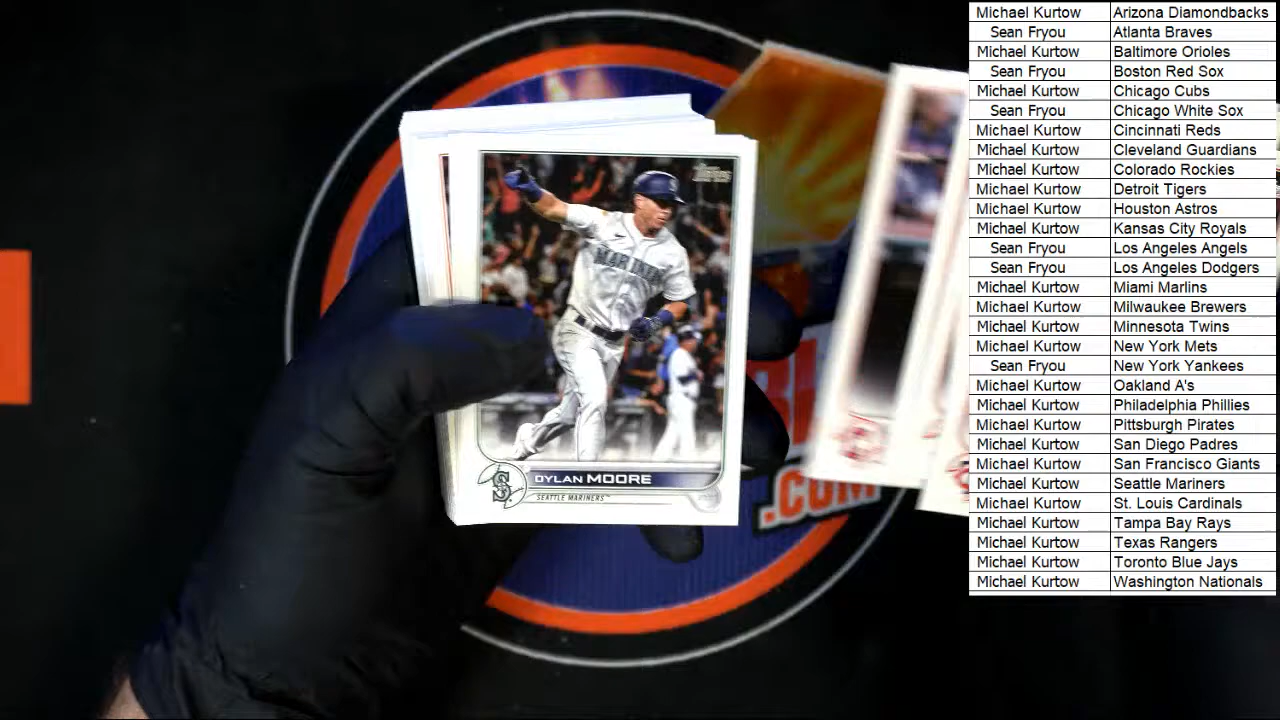 Topps
MARINERS
S
DYLAN MOORE
SEATTLE MARINERS™
.COM
Michael Kurtow Arizona Diamondbacks
Sean Fryou Atlanta Braves
Michael Kurtow Baltimore Orioles
Sean Fryou Boston Red Sox
Michael Kurtow Chicago Cubs
Sean Fryou Chicago White Sox
Michael Kurtow Cincinnati Reds
Michael Kurtow Cleveland Guardians
Michael Kurtow Colorado Rockies
Michael Kurtow Detroit Tigers
Michael Kurtow Houston Astros
Michael Kurtow Kansas City Royals
Sean Fryou Los Angeles Angels
Sean Fryou Los Angeles Dodgers
Michael Kurtow Miami Marlins
Michael Kurtow Milwaukee Brewers
Michael Kurtow Minnesota Twins
Michael Kurtow New York Mets
Sean Fryou New York Yankees
Michael Kurtow Oakland A's
Michael Kurtow Philadelphia Phillies
Michael Kurtow Pittsburgh Pirates
Michael Kurtow San Diego Padres
Michael Kurtow San Francisco Giants
Michael Kurtow Seattle Mariners
Michael Kurtow St. Louis Cardinals
Michael Kurtow Tampa Bay Rays
Michael Kurtow Texas Rangers
Michael Kurtow Toronto Blue Jays
Michael Kurtow Washington Nationals